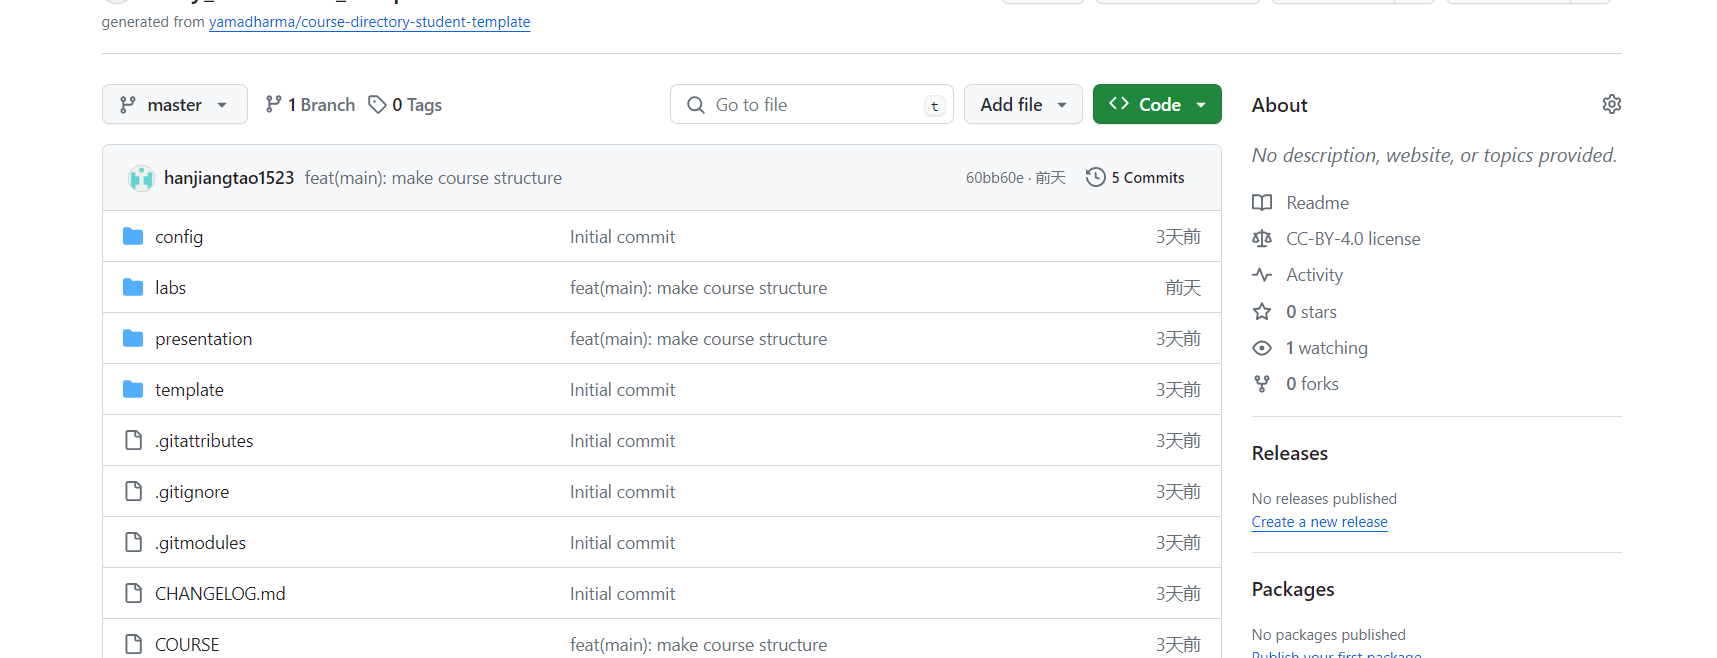 generated from yamadharma/course-directory-student-template
master 1 Branch 0 Tags Go to file t Add file Code
hanjiangtao1523 feat(main): make course structure 60bb60e · 前天 5 Commits
config Initial commit 3天前
labs feat(main): make course structure 前天
presentation feat(main): make course structure 3天前
template Initial commit 3天前
.gitattributes Initial commit 3天前
.gitignore Initial commit 3天前
.gitmodules Initial commit 3天前
CHANGELOG.md Initial commit 3天前
COURSE feat(main): make course structure 3天前
About
No description, website, or topics provided.
Readme
CC-BY-4.0 license
Activity
0 stars
1 watching
0 forks
Releases
No releases published
Create a new release
Packages
No packages published
Publish your first package